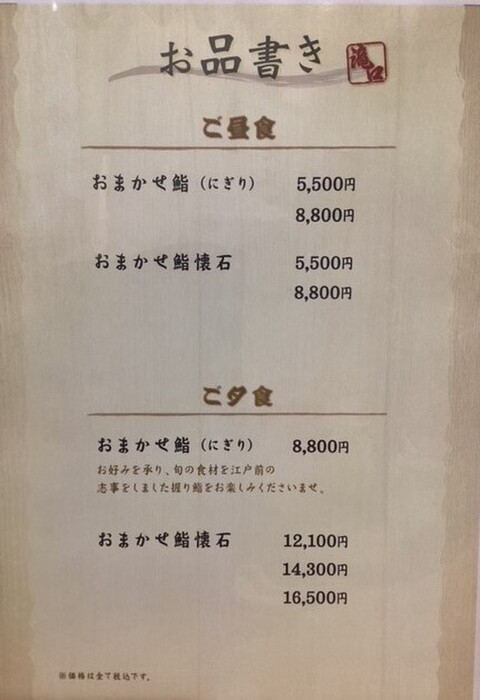 お品書き
滝口
ご昼食
おまかせ鮨（にぎり） 5,500円
8,800円
おまかせ鮨懐石 5,500円
8,800円
ご夕食
おまかせ鮨（にぎり） 8,800円
お好みを承り、旬の食材を江戸前の
志事をしました握り鮨をお楽しみくださいませ。
おまかせ鮨懐石 12,100円
14,300円
16,500円
※価格は全て税込です。